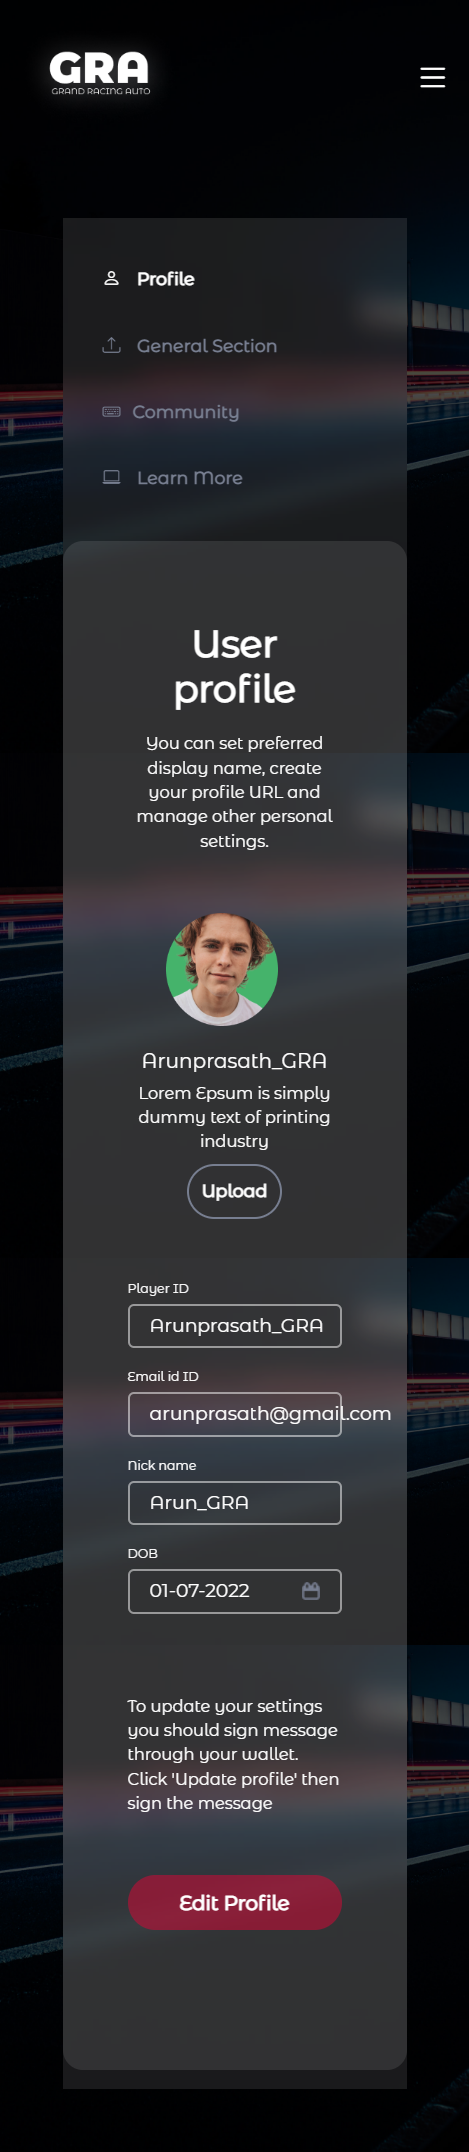 GRA
GRAND RACING AUTO
Profile
General Section
Community
Learn More
User
profile
You can set preferred
display name, create
your profile URL and
manage other personal
settings.
Arunprasath_GRA
Lorem Epsum is simply
dummy text of printing
industry
Upload
Player ID
Arunprasath_GRA
Email id ID
arunprasath@gmail.com
Nick name
Arun_GRA
DOB
01-07-2022
To update your settings
you should sign message
through your wallet.
Click 'Update profile' then
sign the message
Edit Profile